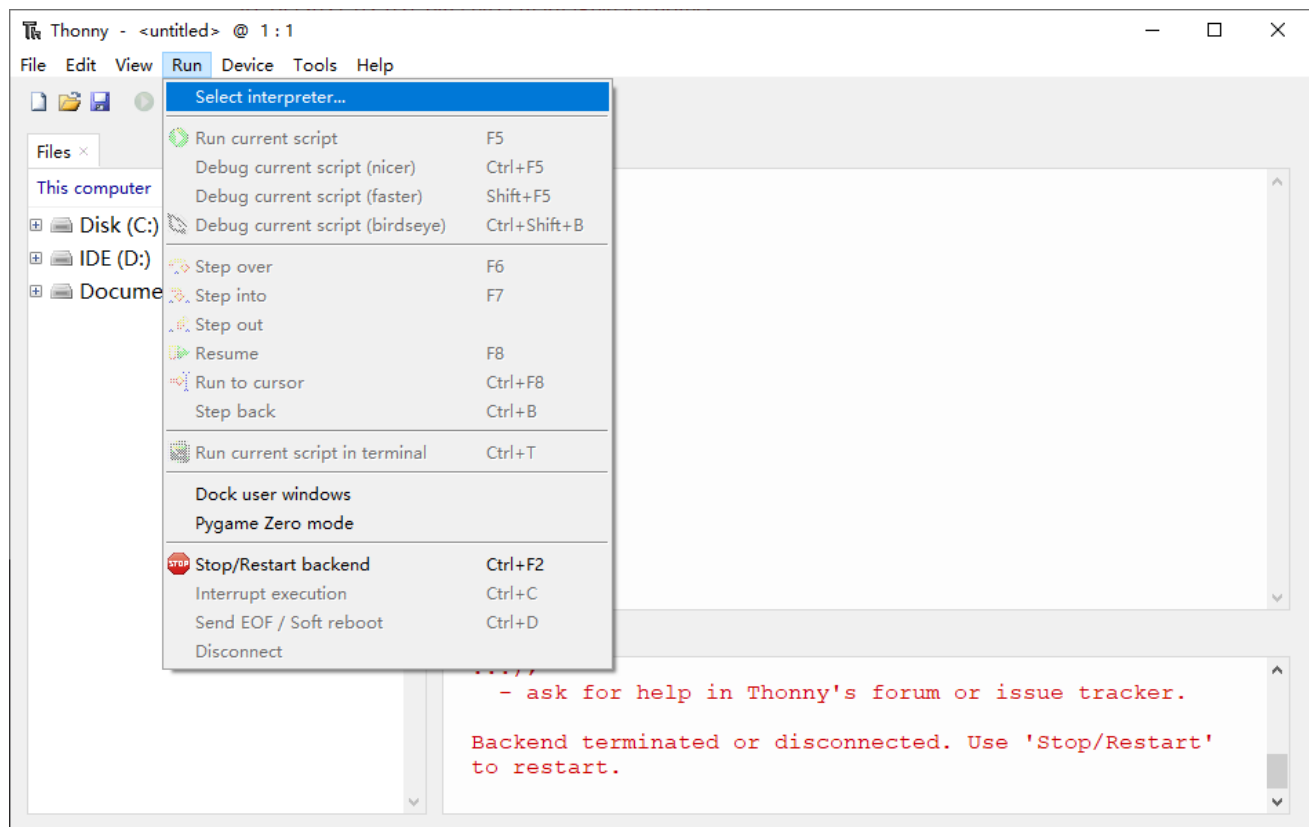 Thonny - <untitled> @ 1:1
File Edit View Run Device Tools Help
Select interpreter...
Files
Run current script F5
This computer
Debug current script (nicer) Ctrl+F5
Debug current script (faster) Shift+F5
Disk (C:)
Debug current script (birdseye) Ctrl+Shift+B
IDE (D:)
Step over F6
Docume
Step into F7
Step out
Resume F8
Run to cursor Ctrl+F8
Step back Ctrl+B
Run current script in terminal Ctrl+T
Dock user windows
Pygame Zero mode
STOP
Stop/Restart backend Ctrl+F2
Interrupt execution Ctrl+C
Send EOF / Soft reboot Ctrl+D
Disconnect
- ask for help in Thonny's forum or issue tracker.
Backend terminated or disconnected. Use 'Stop/Restart'
to restart.